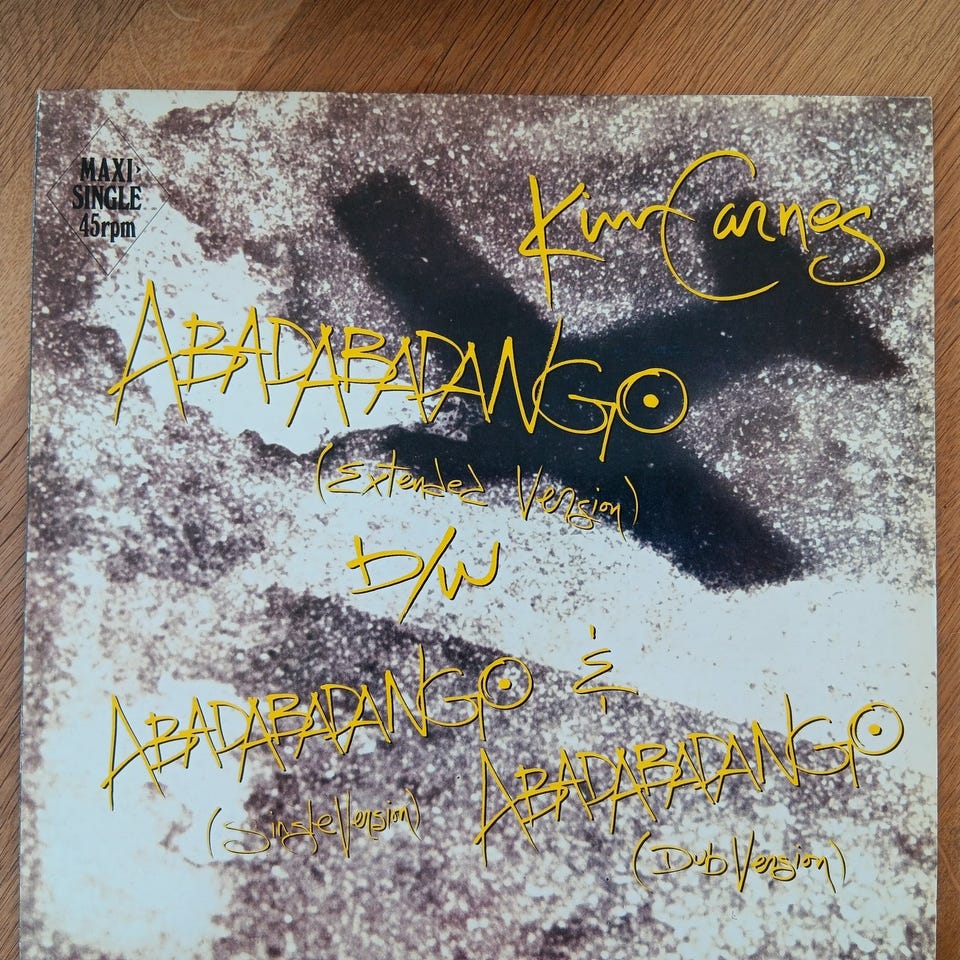 MAXI-
SINGLE
45rpm
Kim Carnes
ABADABADANGO
(Extended Version)
D/W
ABADABADANGO &
(Single Version)
ABADABADANGO
(Dub Version)